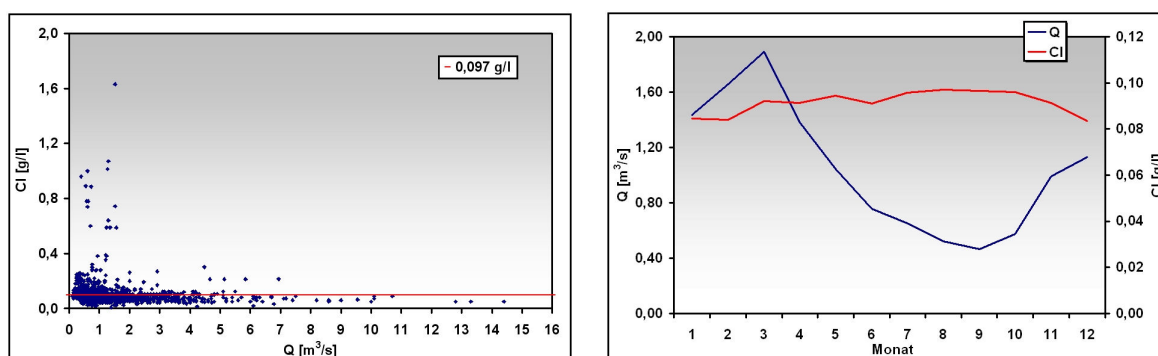 2,0
1,6
1,2
0,8
0,4
0,0
Cl [g/l]
0,097 g/l
0 1 2 3 4 5 6 7 8 9 10 11 12 13 14 15 16
Q [m³/s]
2,00
1,60
1,20
0,80
0,40
0,00
Q [m³/s]
Q
Cl
0,12
0,10
0,08
0,06
0,04
0,02
0,00
Cl [g/l]
1 2 3 4 5 6 7 8 9 10 11 12
Monat